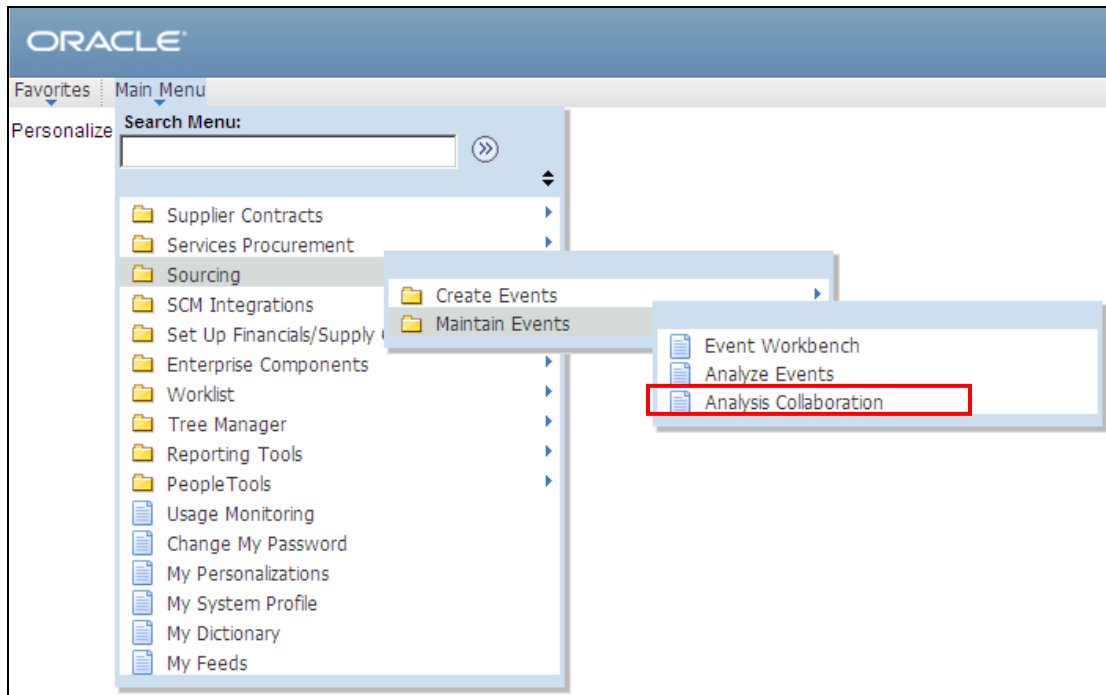 ORACLE
Favorites Main Menu
Personalize
Search Menu:
Supplier Contracts
Services Procurement
Sourcing
SCM Integrations
Set Up Financials/Supply
Enterprise Components
Worklist
Tree Manager
Reporting Tools
PeopleTools
Usage Monitoring
Change My Password
My Personalizations
My System Profile
My Dictionary
My Feeds
Create Events
Maintain Events
Event Workbench
Analyze Events
Analysis Collaboration